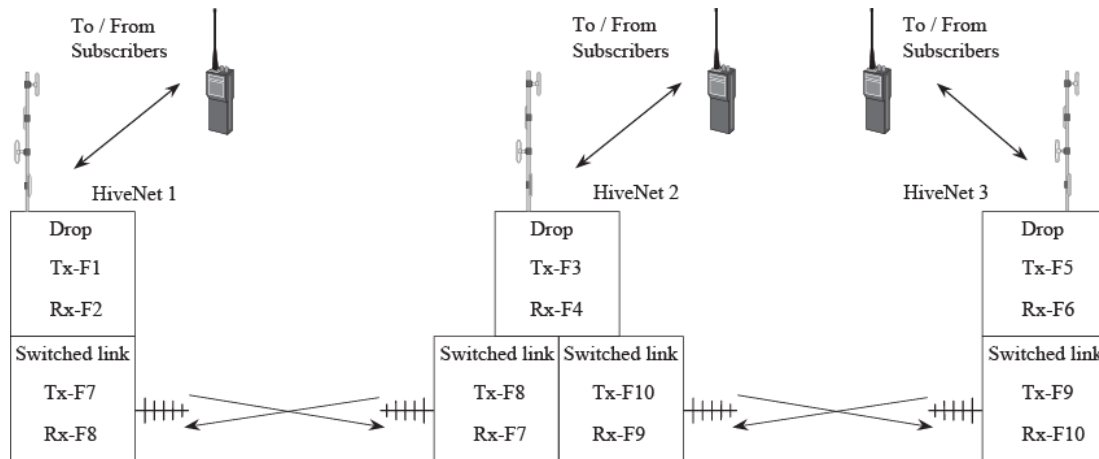 To / From
Subscribers
To / From
Subscribers
To / From
Subscribers
HiveNet 1
HiveNet 2
HiveNet 3
Drop
Tx-F1
Rx-F2
Drop
Tx-F3
Rx-F4
Drop
Tx-F5
Rx-F6
Switched link
Tx-F7
Rx-F8
Switched link
Tx-F8
Rx-F7
Switched link
Tx-F10
Rx-F9
Switched link
Tx-F9
Rx-F10